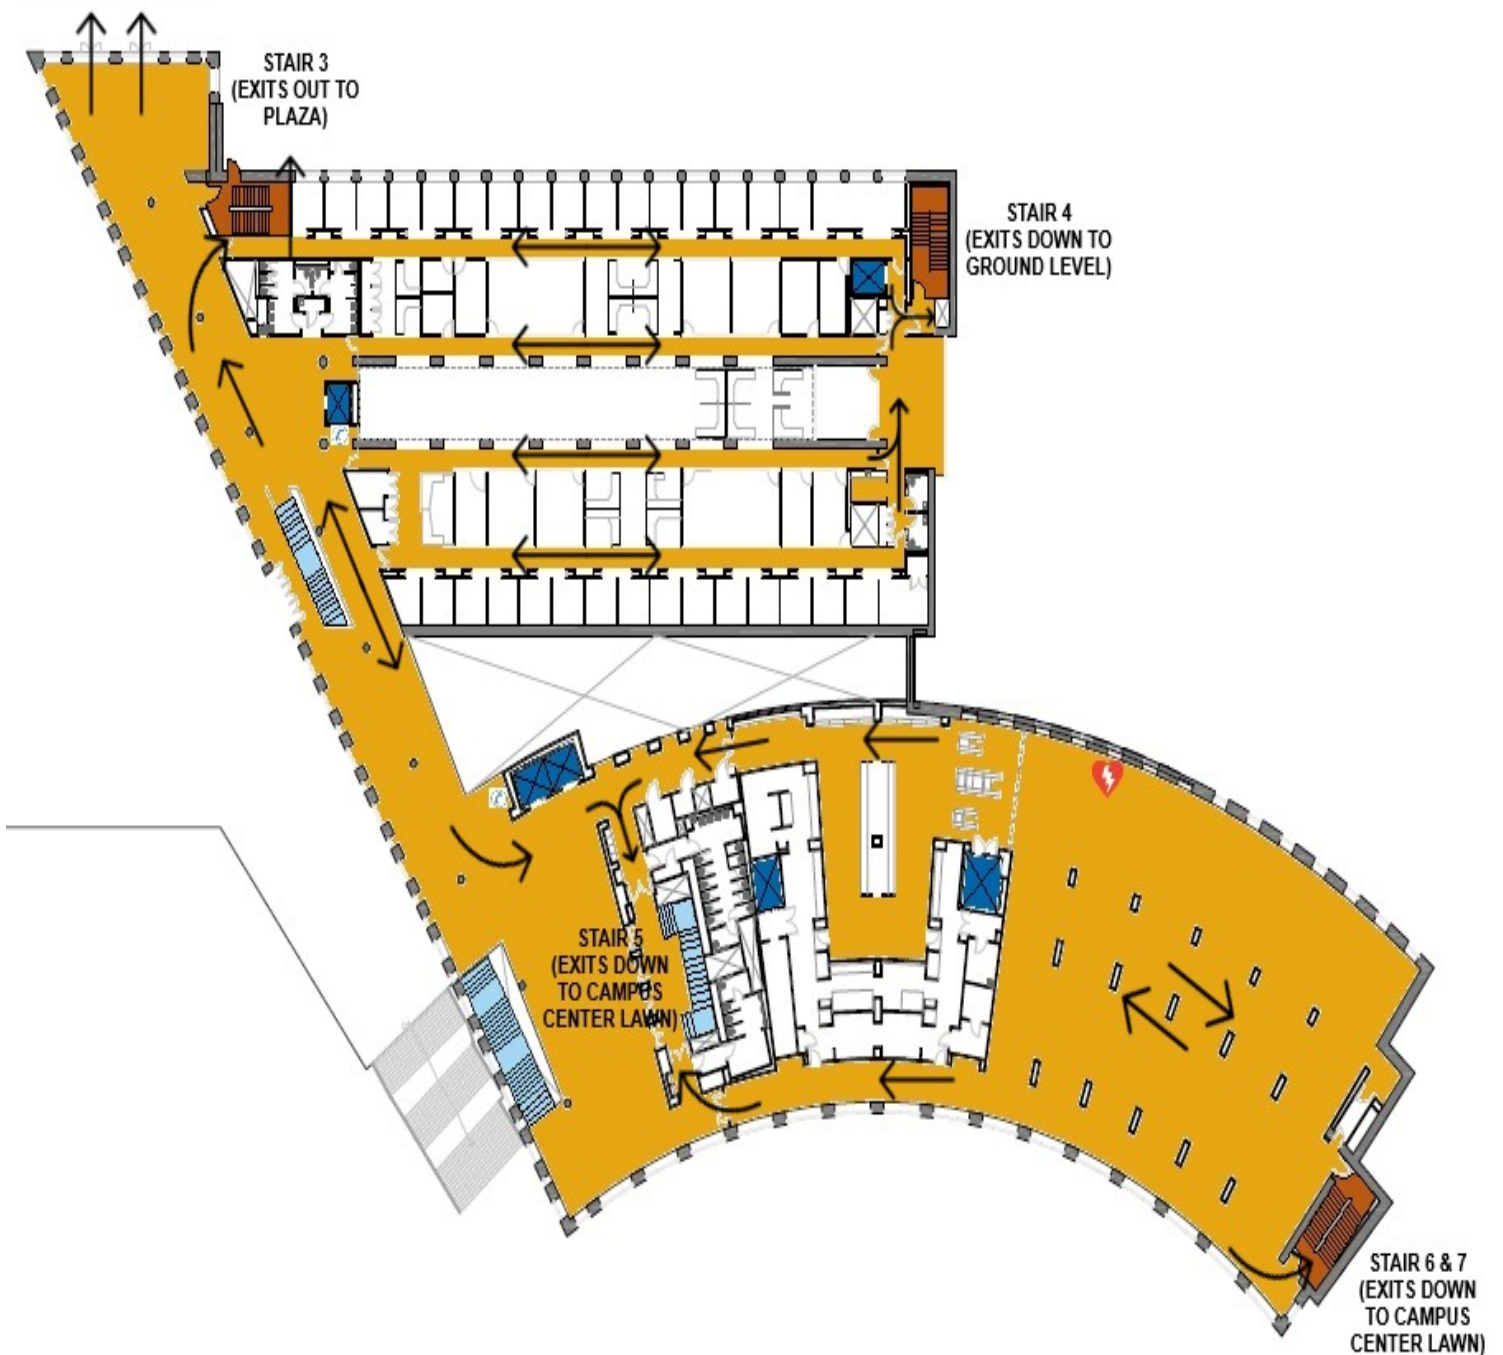 STAIR 3
(EXITS OUT TO
PLAZA)
STAIR 4
(EXITS DOWN TO
GROUND LEVEL)
STAIR 5
(EXITS DOWN
TO CAMPUS
CENTER LAWN)
STAIR 6 & 7
(EXITS DOWN
TO CAMPUS
CENTER LAWN)